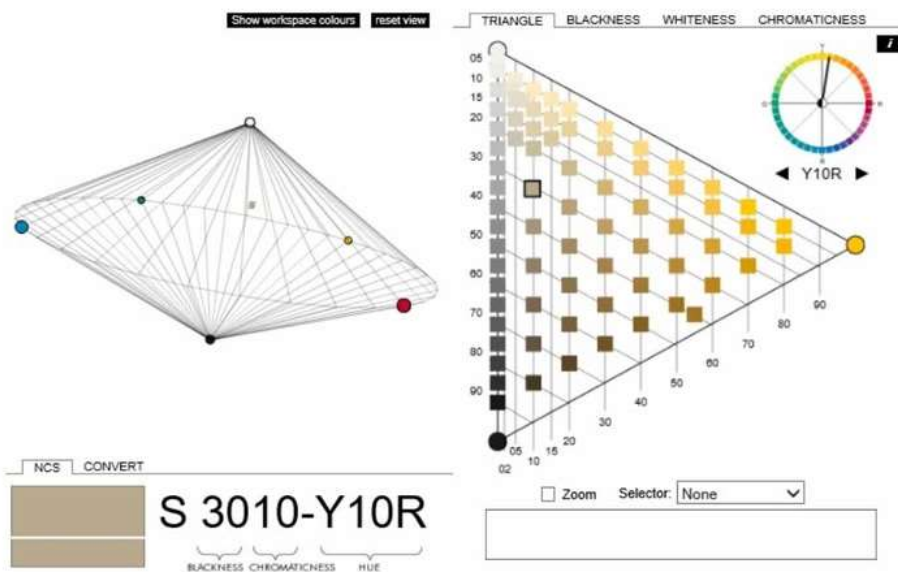 Show workspace colours
reset view
TRIANGLE
BLACKNESS
WHITENESS
CHROMATICNESS
i
05
10
15
20
30
40
50
60
70
80
90
02
05
10
15
20
30
40
50
60
70
80
90
Y
R
B
G
Y10R
NCS
CONVERT
S 3010-Y10R
BLACKNESS
CHROMATICNESS
HUE
Zoom
Selector:
None